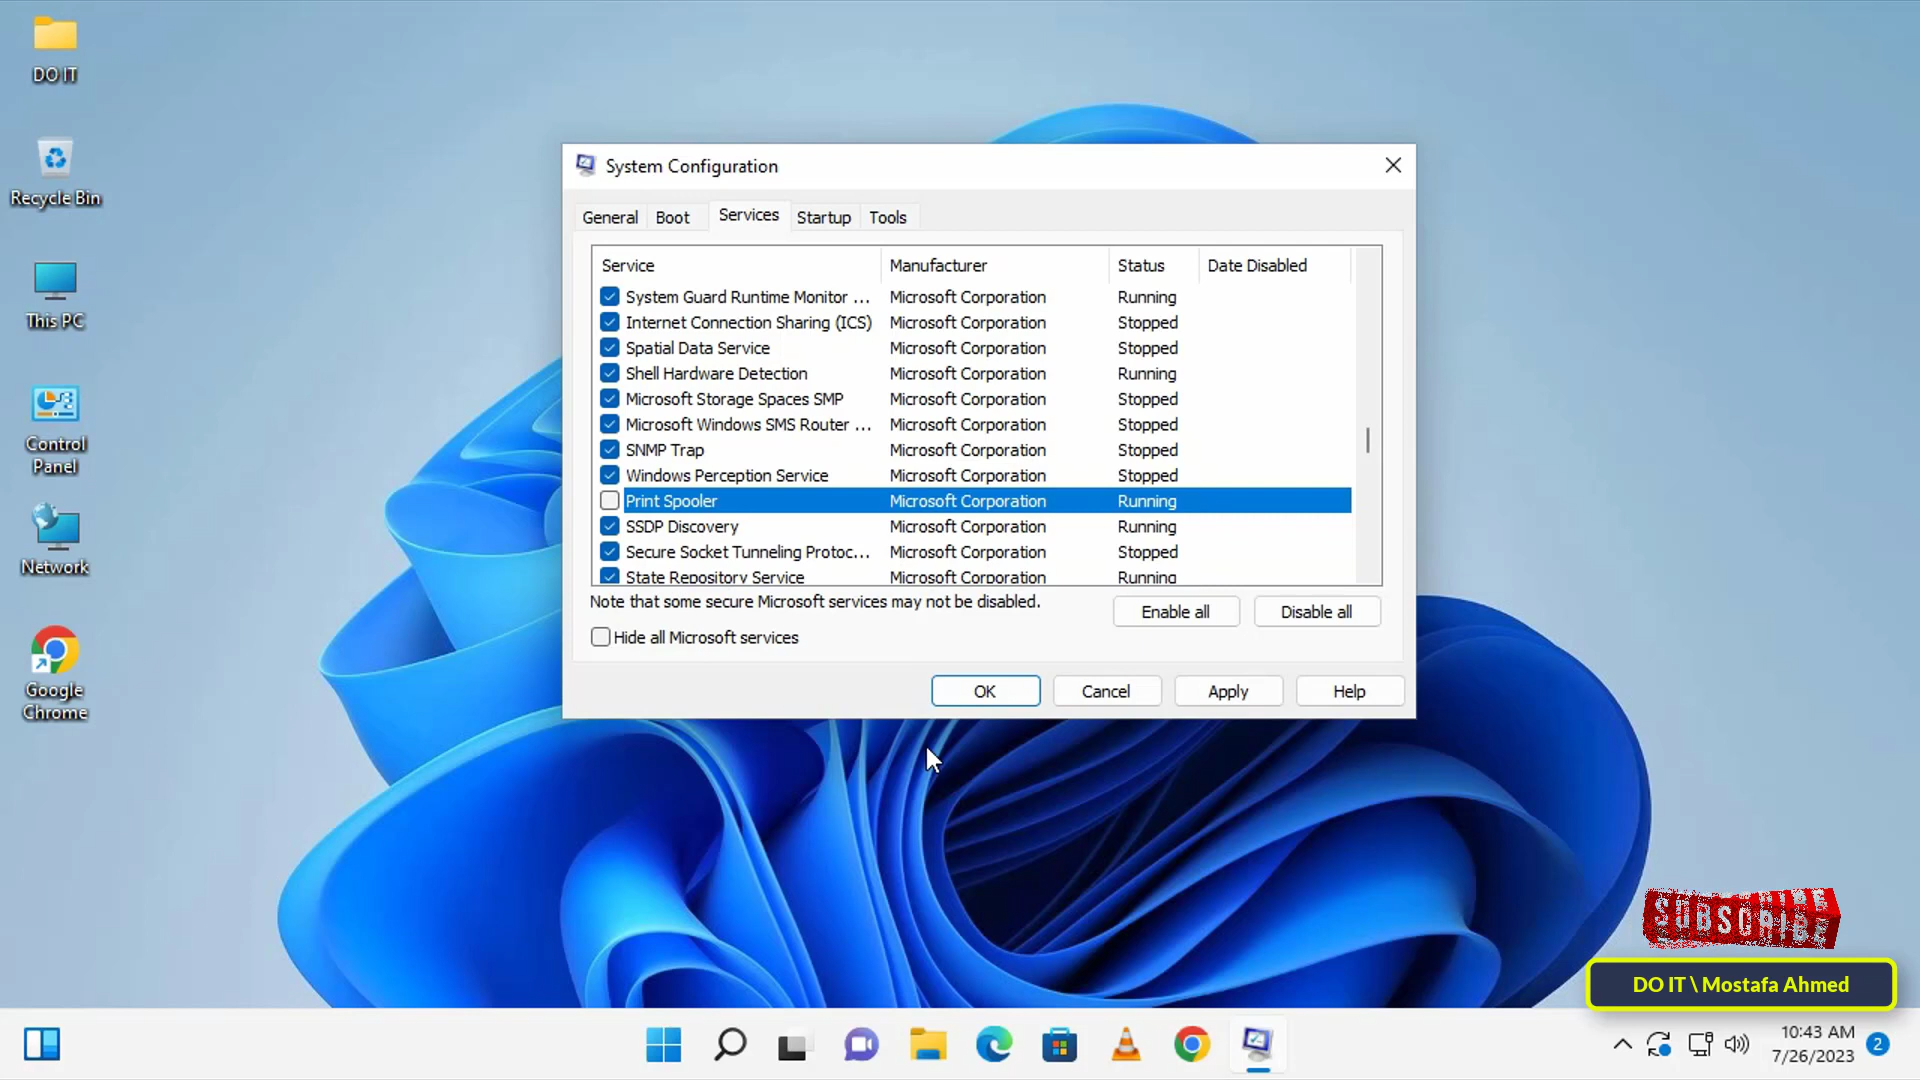 DO IT
Recycle Bin
This PC
Control
Panel
Network
Google
Chrome
System Configuration
General Boot Services Startup Tools
Service Manufacturer Status Date Disabled
System Guard Runtime Monitor ... Microsoft Corporation Running
Internet Connection Sharing (ICS) Microsoft Corporation Stopped
Spatial Data Service Microsoft Corporation Stopped
Shell Hardware Detection Microsoft Corporation Running
Microsoft Storage Spaces SMP Microsoft Corporation Stopped
Microsoft Windows SMS Router ... Microsoft Corporation Stopped
SNMP Trap Microsoft Corporation Stopped
Windows Perception Service Microsoft Corporation Stopped
Print Spooler Microsoft Corporation Running
SSDP Discovery Microsoft Corporation Running
Secure Socket Tunneling Protoc... Microsoft Corporation Stopped
State Repository Service Microsoft Corporation Running
Note that some secure Microsoft services may not be disabled.
Enable all Disable all
Hide all Microsoft services
OK Cancel Apply Help
SUBSCRIBE
DO IT \ Mostafa Ahmed
10:43 AM
7/26/2023
2